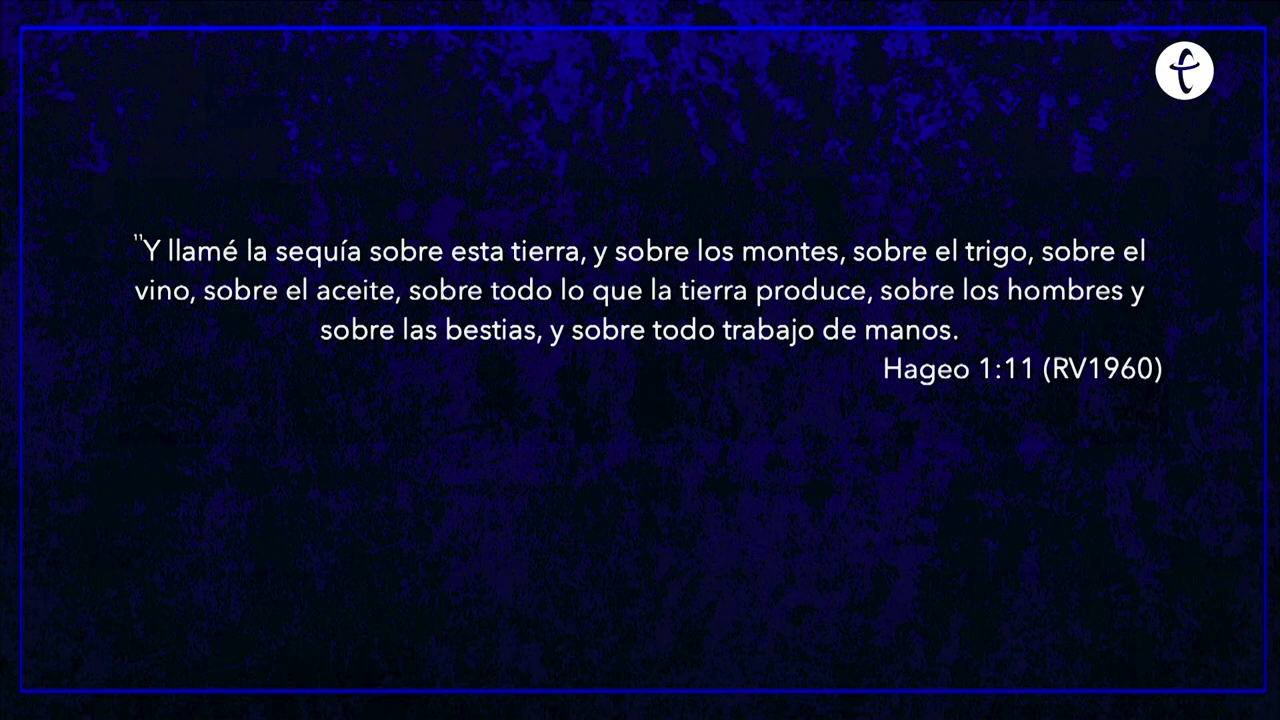 "Y llamé la sequía sobre esta tierra, y sobre los montes, sobre el trigo, sobre el
vino, sobre el aceite, sobre todo lo que la tierra produce, sobre los hombres y
sobre las bestias, y sobre todo trabajo de manos.
Hageo 1:11 (RV1960)